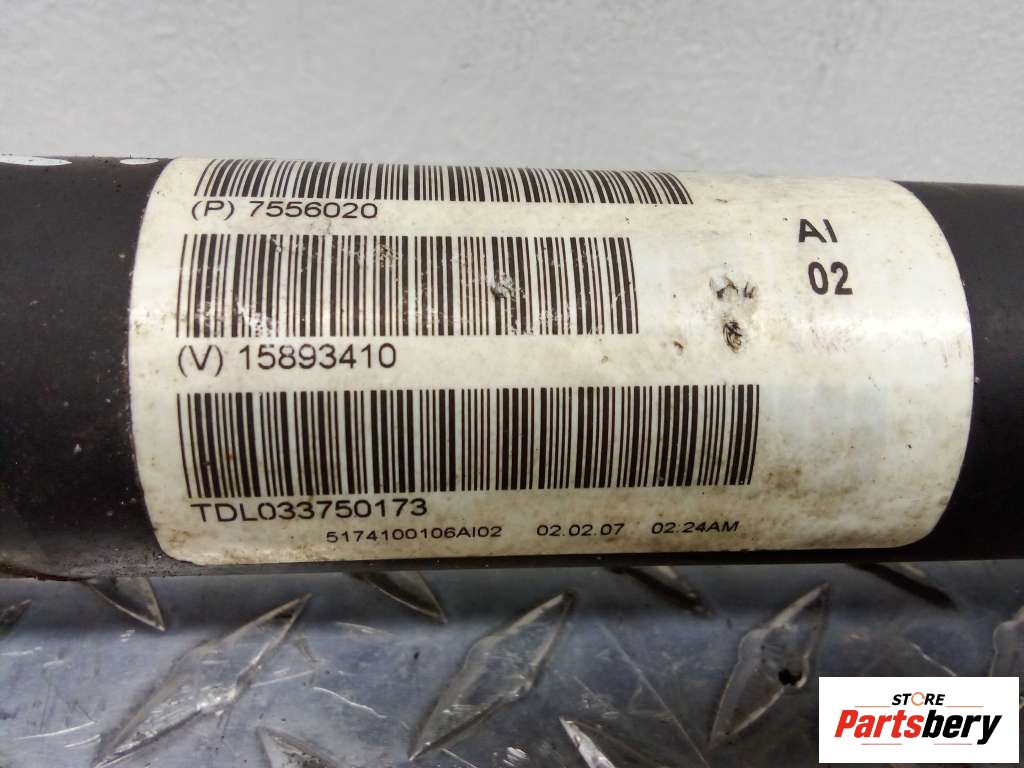 (P) 7556020
AI
02
(V) 15893410
TDL033750173
5174100106AI02 02.02.07 02:24AM
STORE
Partsbery